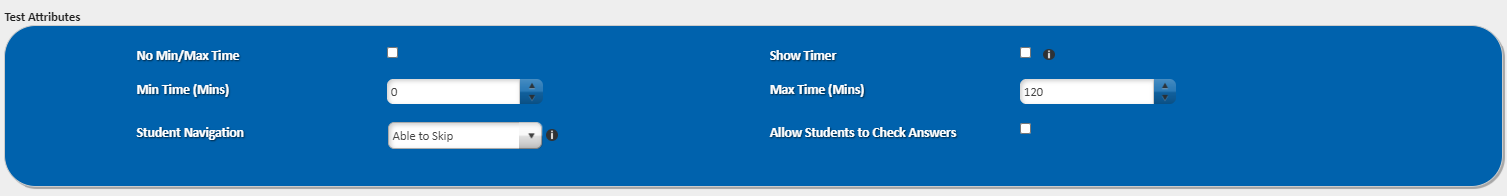 Test Attributes
No Min/Max Time Show Timer
Min Time (Mins) 0 Max Time (Mins) 120
Student Navigation Able to Skip Allow Students to Check Answers